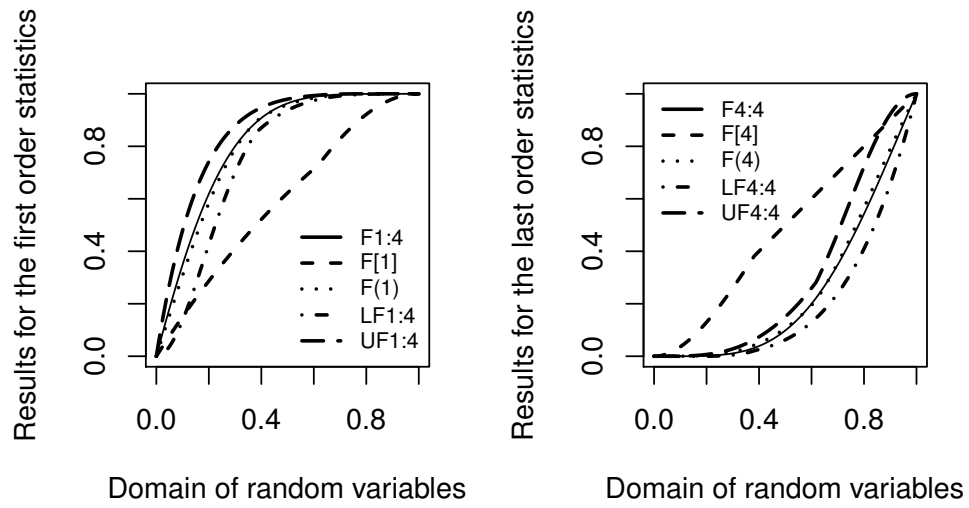 Results for the first order statistics
0.8
0.4
0.0
F1:4
F[1]
F(1)
LF1:4
UF1:4
0.0 0.4 0.8
Domain of random variables
Results for the last order statistics
0.8
0.4
0.0
F4:4
F[4]
F(4)
LF4:4
UF4:4
0.0 0.4 0.8
Domain of random variables